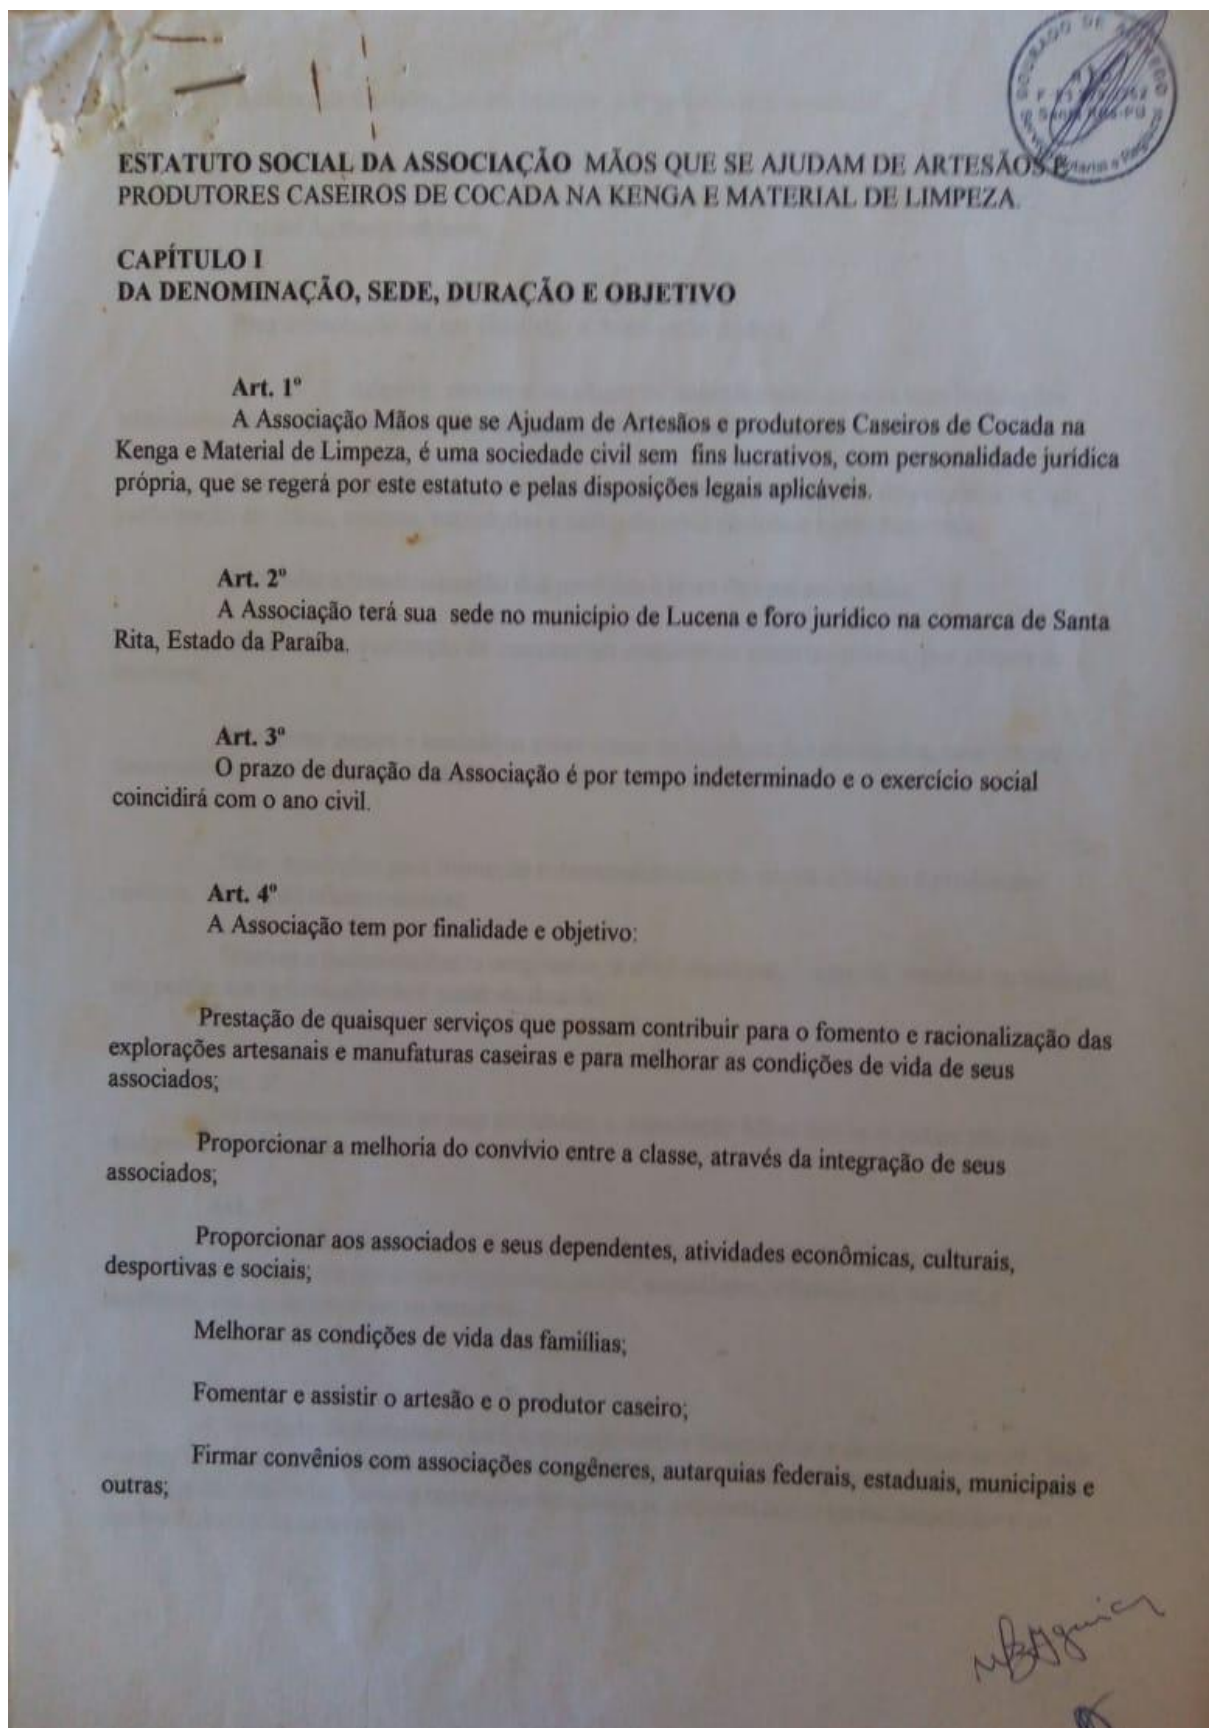 ESTATUTO SOCIAL DA ASSOCIAÇÃO MÃOS QUE SE AJUDAM DE ARTESÃOS E
PRODUTORES CASEIROS DE COCADA NA KENGA E MATERIAL DE LIMPEZA.
CAPÍTULO I
DA DENOMINAÇÃO, SEDE, DURAÇÃO E OBJETIVO
Art. 1º
A Associação Mãos que se Ajudam de Artesãos e produtores Caseiros de Cocada na
Kenga e Material de Limpeza, é uma sociedade civil sem fins lucrativos, com personalidade jurídica
própria, que se regerá por este estatuto e pelas disposições legais aplicáveis.
Art. 2º
A Associação terá sua sede no município de Lucena e foro jurídico na comarca de Santa
Rita, Estado da Paraíba.
Art. 3º
O prazo de duração da Associação é por tempo indeterminado e o exercício social
coincidirá com o ano civil.
Art. 4º
A Associação tem por finalidade e objetivo:
Prestação de quaisquer serviços que possam contribuir para o fomento e racionalização das
explorações artesanais e manufaturas caseiras e para melhorar as condições de vida de seus
associados;
Proporcionar a melhoria do convívio entre a classe, através da integração de seus
associados;
Proporcionar aos associados e seus dependentes, atividades econômicas, culturais,
desportivas e sociais;
Melhorar as condições de vida das famiílias;
Fomentar e assistir o artesão e o produtor caseiro;
Firmar convênios com associações congêneres, autarquias federais, estaduais, municipais e
outras;